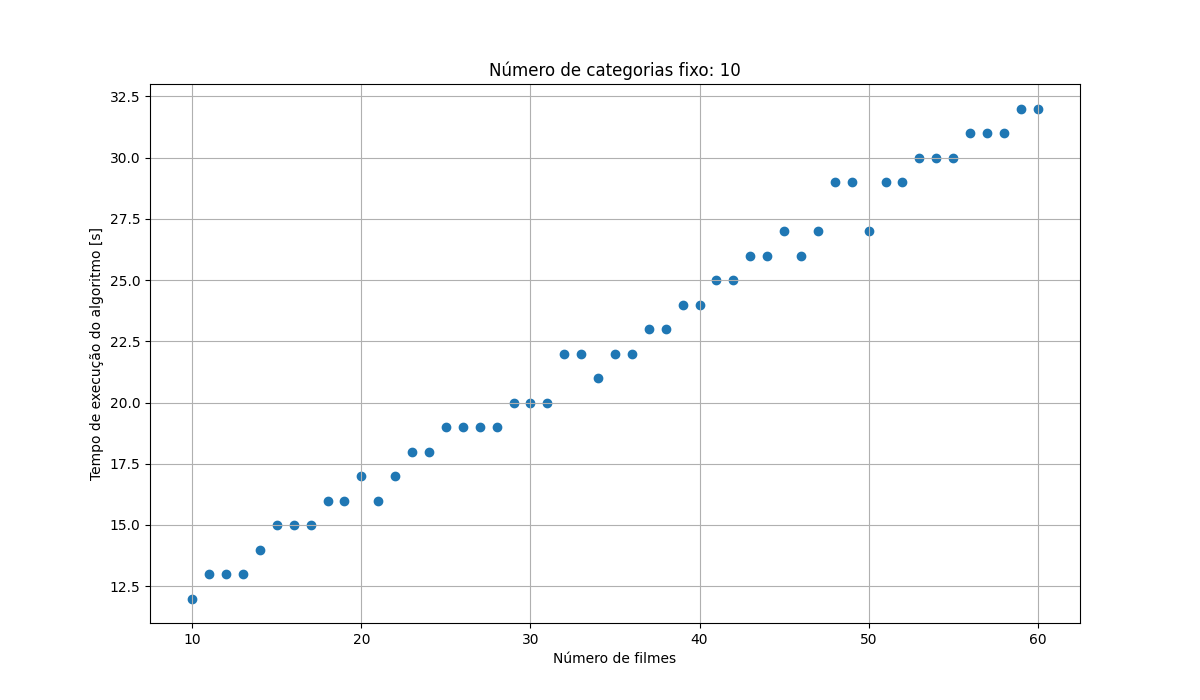 Número de categorias fixo: 10
Tempo de execução do algoritmo [s]
32.5
30.0
27.5
25.0
22.5
20.0
17.5
15.0
12.5
10 20 30 40 50 60
Número de filmes